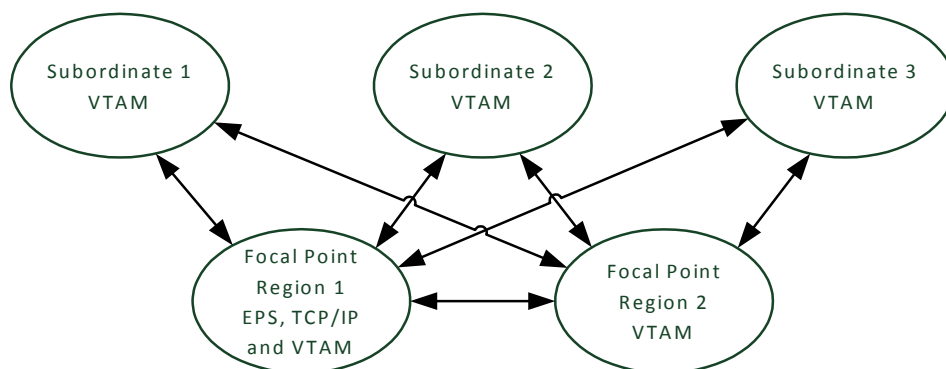 Subordinate 1
VTAM
Subordinate 2
VTAM
Subordinate 3
VTAM
Focal Point
Region 1
EPS, TCP/IP
and VTAM
Focal Point
Region 2
VTAM